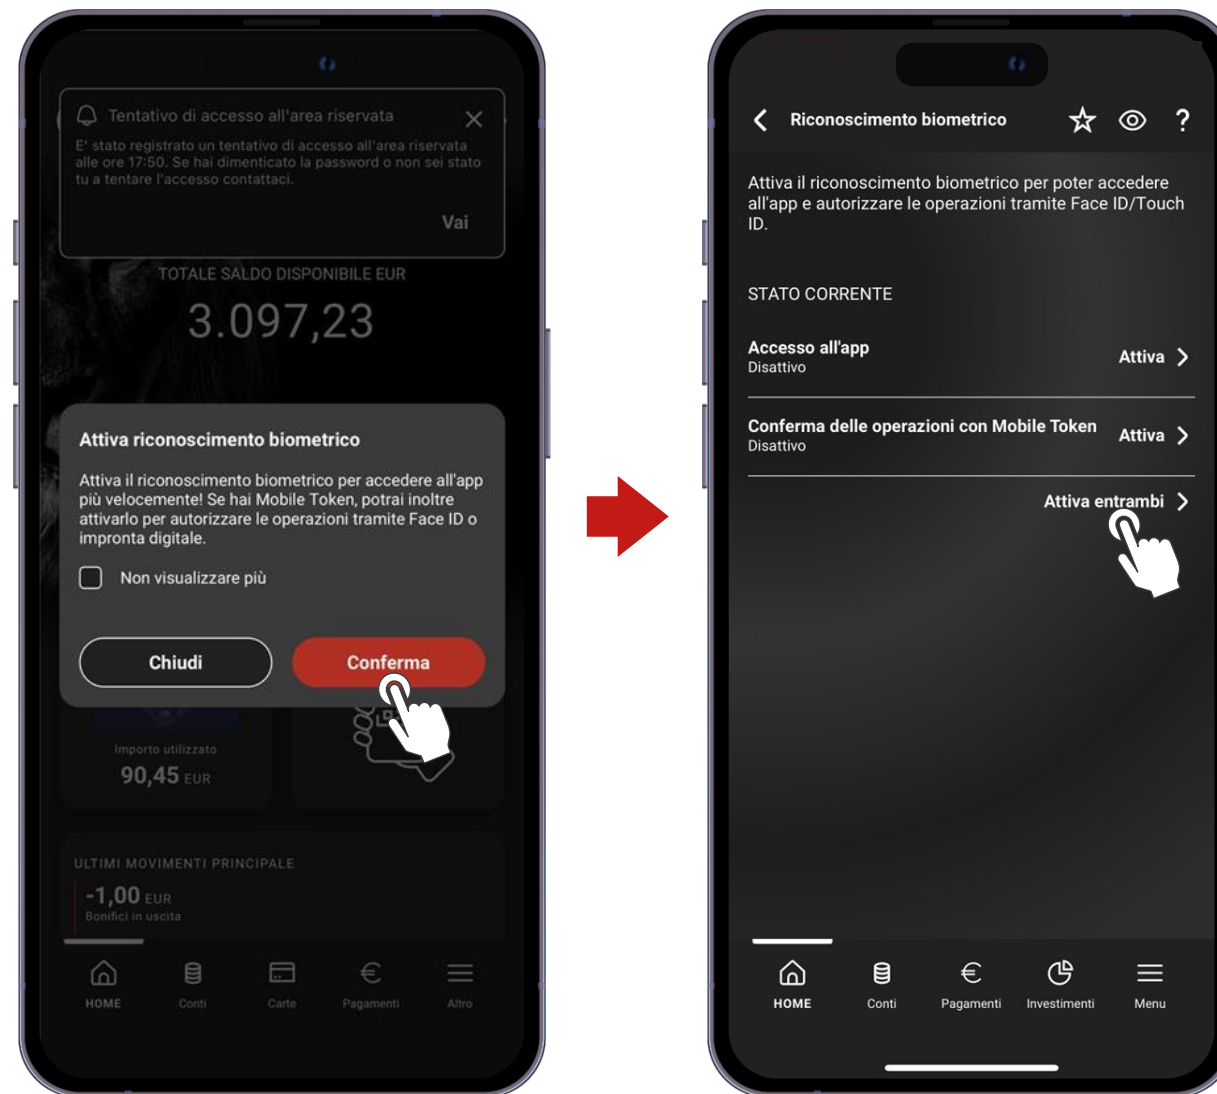 Tentativo di accesso all'area riservata
E' stato registrato un tentativo di accesso all'area riservata
alle ore 17:50. Se hai dimenticato la password o non sei stato
tu a tentare l'accesso contattaci.
Vai
TOTALE SALDO DISPONIBILE EUR
3.097,23
Attiva riconoscimento biometrico
Attiva il riconoscimento biometrico per accedere all'app
più velocemente! Se hai Mobile Token, potrai inoltre
attivarlo per autorizzare le operazioni tramite Face ID o
impronta digitale.
Non visualizzare più
Chiudi
Conferma
Importo utilizzato
90,45 EUR
ULTIMI MOVIMENTI PRINCIPALE
-1,00 EUR
Bonifici in uscita
HOME
Conti
Carte
Pagamenti
Altro
Riconoscimento biometrico
?
Attiva il riconoscimento biometrico per poter accedere
all'app e autorizzare le operazioni tramite Face ID/Touch
ID.
STATO CORRENTE
Accesso all'app
Disattivo
Attiva
Conferma delle operazioni con Mobile Token
Disattivo
Attiva
Attiva entrambi
HOME
Conti
Pagamenti
Investimenti
Menu